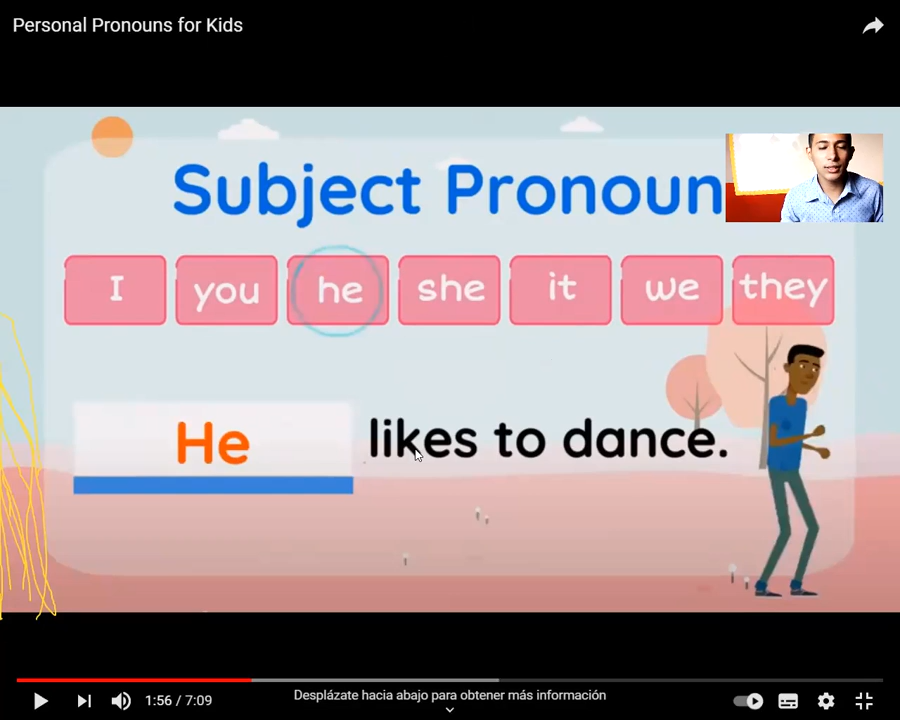 Personal Pronouns for Kids
Subject Pronoun
I you he she it we they
He likes to dance.
1:56 / 7:09
Desplázate hacia abajo para obtener más información